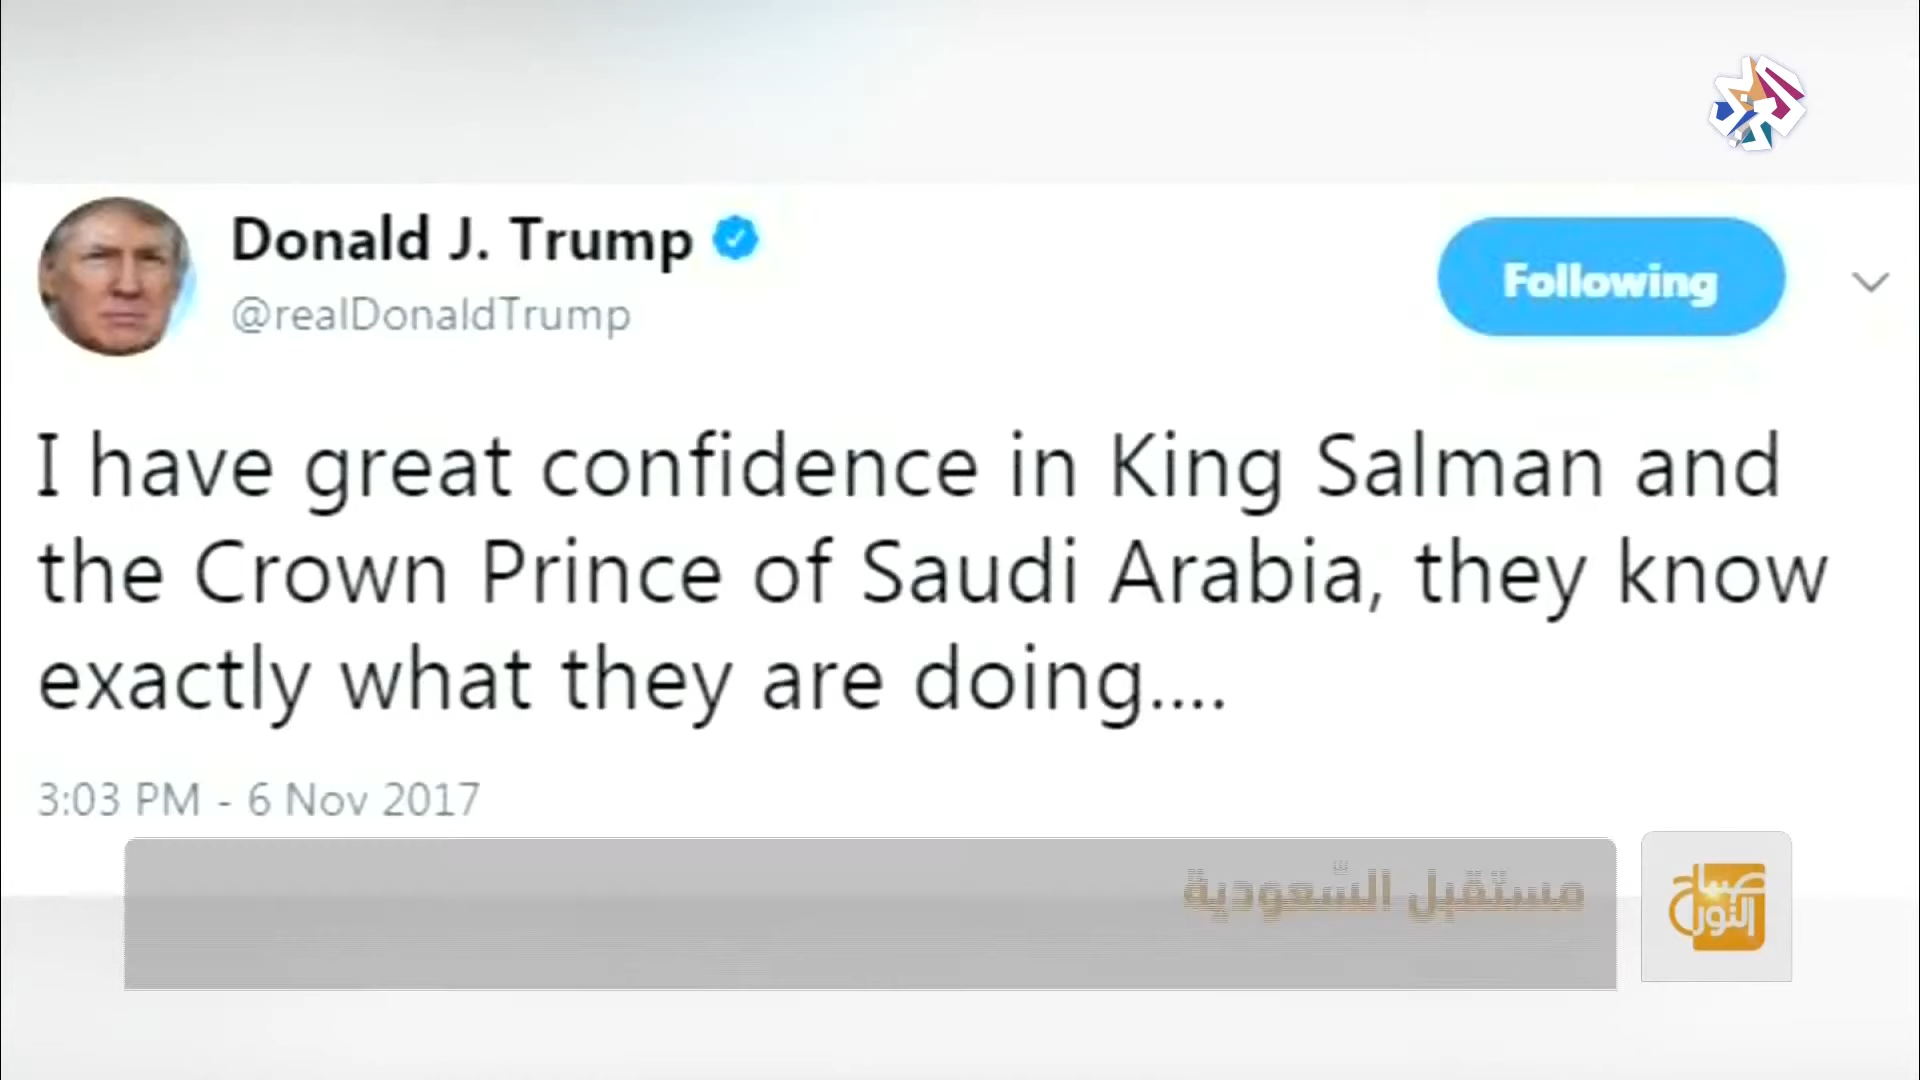 Donald J. Trump
@realDonaldTrump
Following
I have great confidence in King Salman and
the Crown Prince of Saudi Arabia, they know
exactly what they are doing....
3:03 PM - 6 Nov 2017
مستقبل السّعودية
صباح
النور
العربي